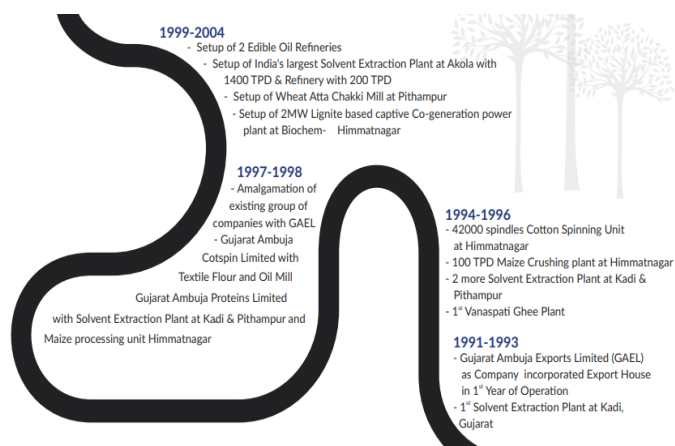 1999-2004
- Setup of 2 Edible Oil Refineries
- Setup of India's largest Solvent Extraction Plant at Akola with
1400 TPD & Refinery with 200 TPD
- Setup of Wheat Atta Chakki Mill at Pithampur
- Setup of 2MW Lignite based captive Co-generation power
plant at Biochem- Himmatnagar
1997-1998
- Amalgamation of
existing group of
companies with GAEL
- Gujarat Ambuja
Cotspin Limited with
Textile Flour and Oil Mill
Gujarat Ambuja Proteins Limited
with Solvent Extraction Plant at Kadi & Pithampur and
Maize processing unit Himmatnagar
1994-1996
- 42000 spindles Cotton Spinning Unit
at Himmatnagar
- 100 TPD Maize Crushing plant at Himmatnagar
- 2 more Solvent Extraction Plant at Kadi &
Pithampur
- 1st Vanaspati Ghee Plant
1991-1993
- Gujarat Ambuja Exports Limited (GAEL)
as Company incorporated Export House
in 1st Year of Operation
- 1st Solvent Extraction Plant at Kadi,
Gujarat